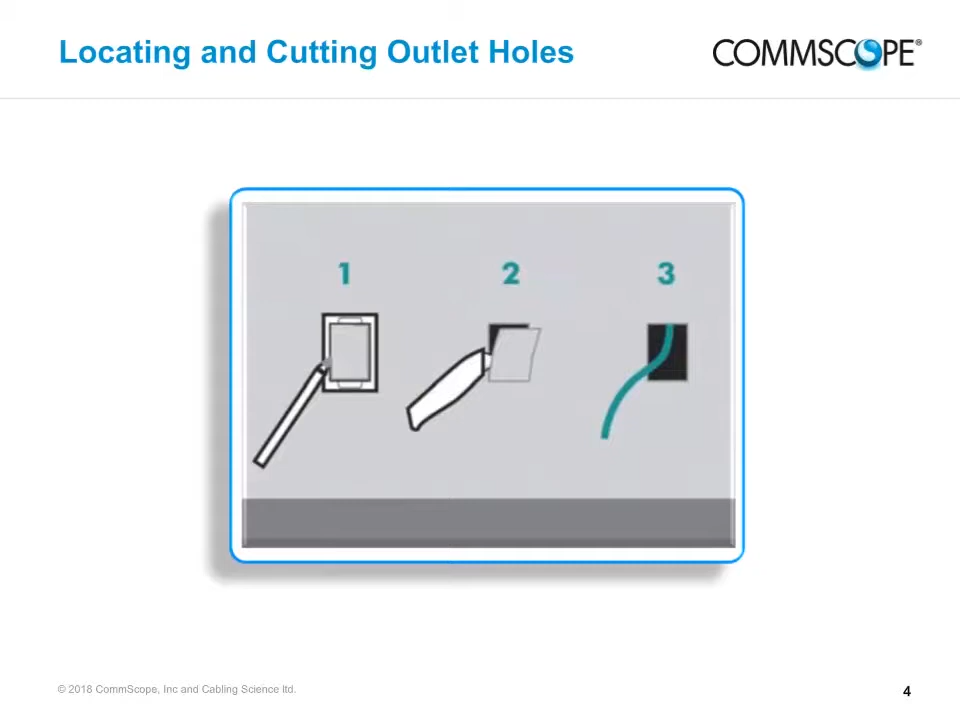 Locating and Cutting Outlet Holes
COMMSCOPE®
1 2 3
© 2018 CommScope, Inc and Cabling Science ltd.
4